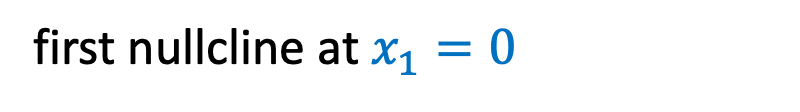 first nullcline at x₁ = 0